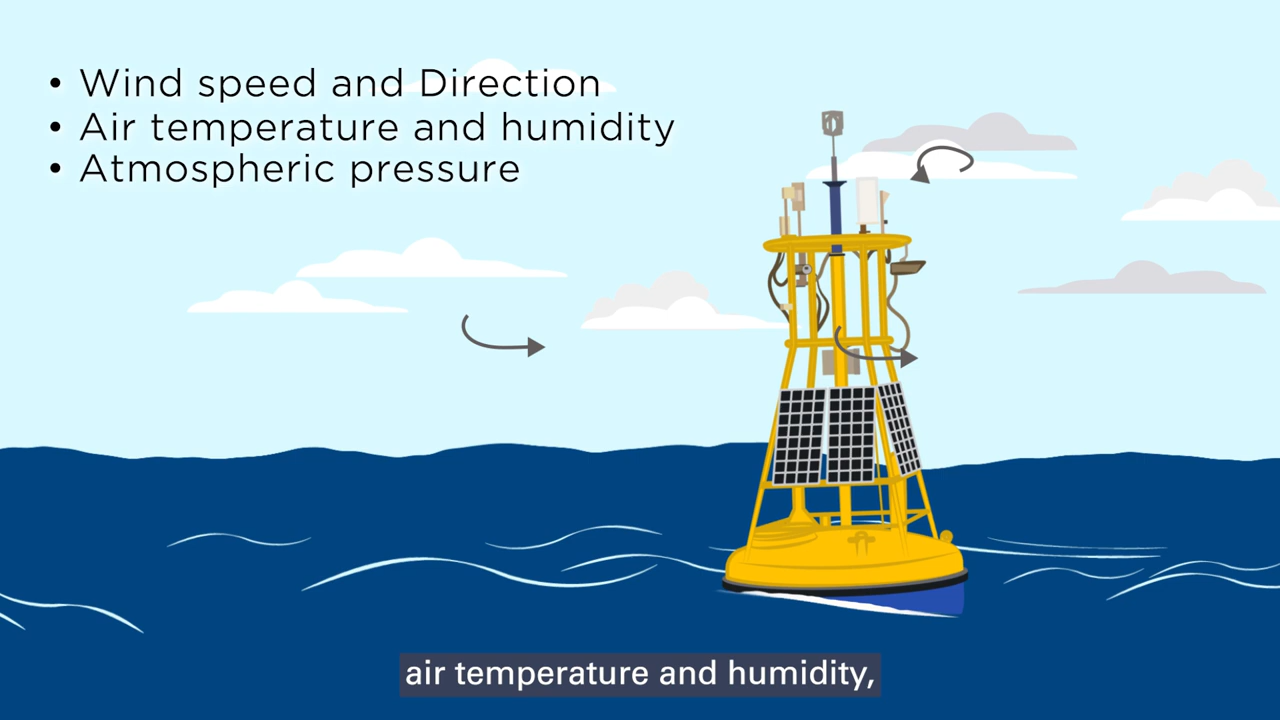 • Wind speed and Direction
• Air temperature and humidity
• Atmospheric pressure
air temperature and humidity,